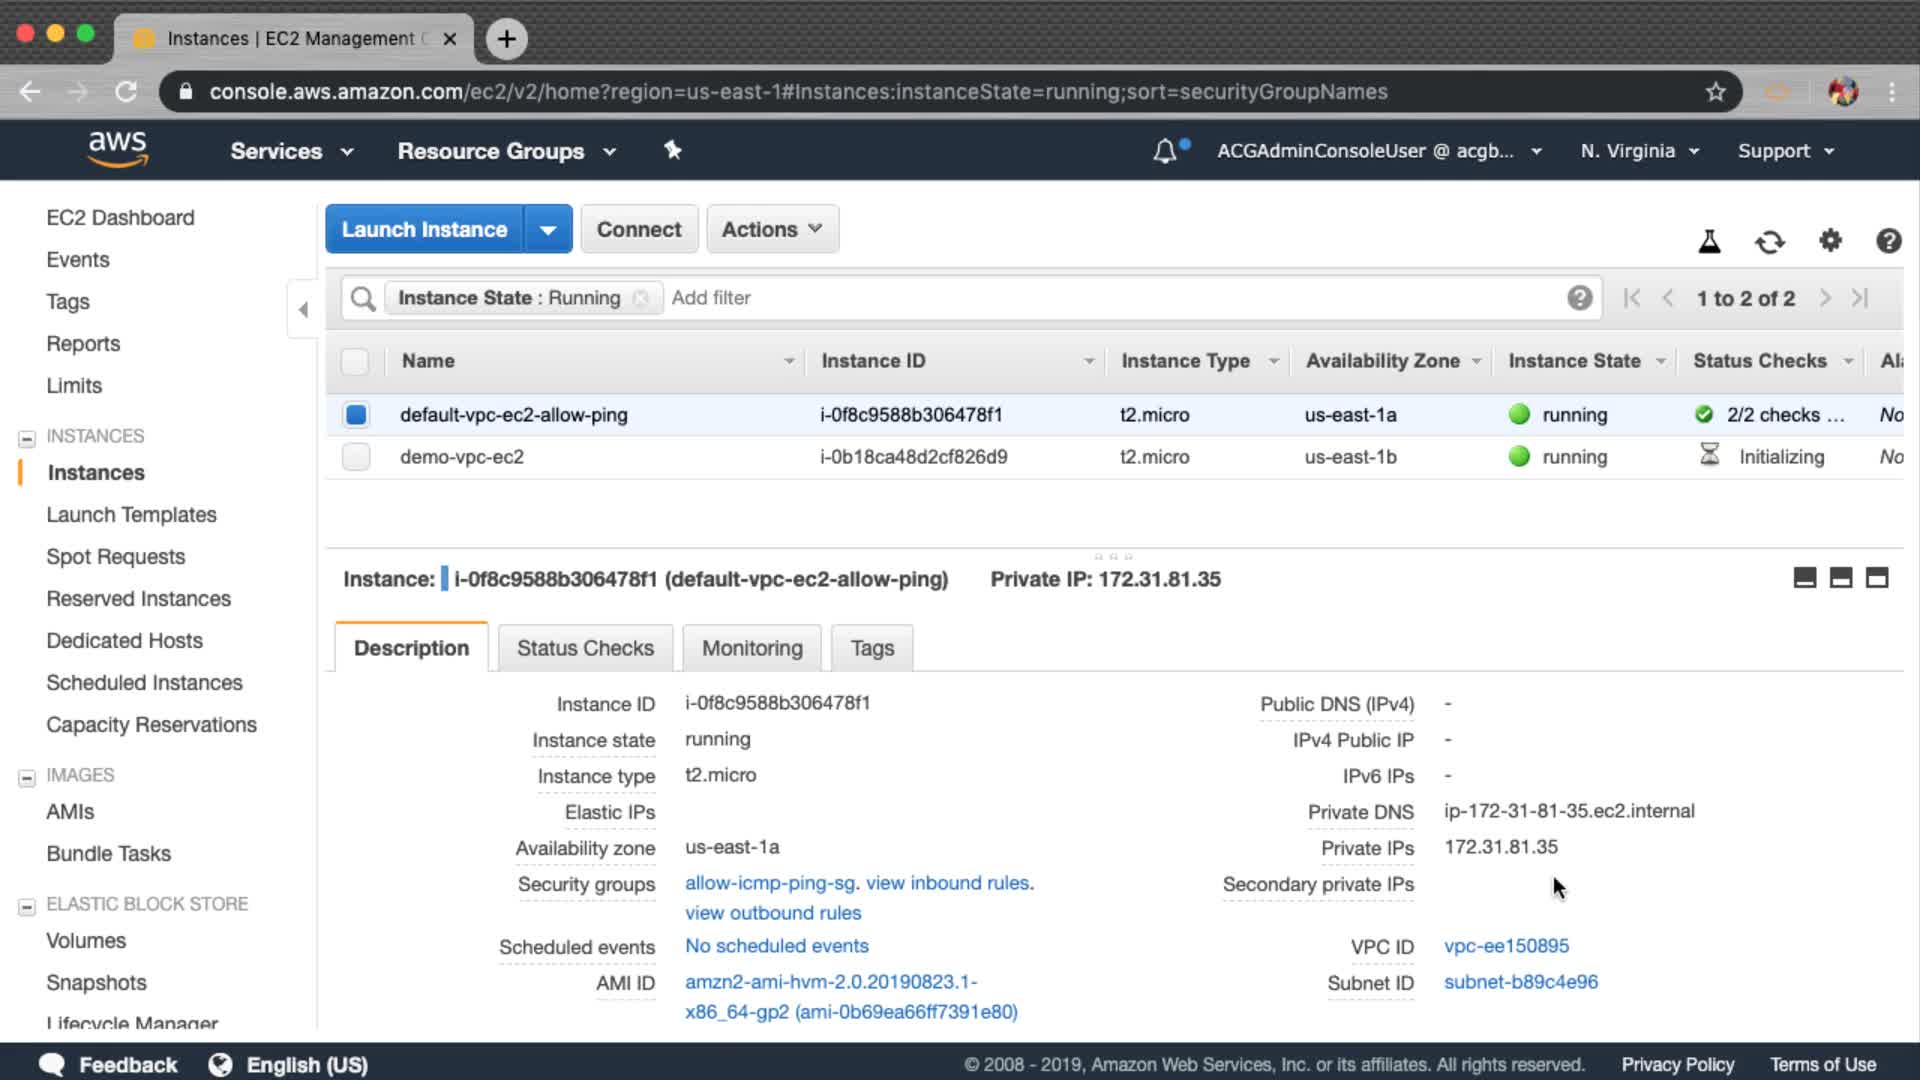 Instances | EC2 Management C
console.aws.amazon.com/ec2/v2/home?region=us-east-1#Instances:instanceState=running;sort=securityGroupNames
aws Services Resource Groups ACGAdminConsoleUser @ acgb... N. Virginia Support
EC2 Dashboard
Events
Tags
Reports
Limits
INSTANCES
Instances
Launch Templates
Spot Requests
Reserved Instances
Dedicated Hosts
Scheduled Instances
Capacity Reservations
IMAGES
AMIs
Bundle Tasks
ELASTIC BLOCK STORE
Volumes
Snapshots
Lifecycle Manager
Launch Instance Connect Actions
Instance State : Running Add filter 1 to 2 of 2
Name Instance ID Instance Type Availability Zone Instance State Status Checks Ala
default-vpc-ec2-allow-ping i-0f8c9588b306478f1 t2.micro us-east-1a running 2/2 checks ... No
demo-vpc-ec2 i-0b18ca48d2cf826d9 t2.micro us-east-1b running Initializing No
Instance: i-0f8c9588b306478f1 (default-vpc-ec2-allow-ping) Private IP: 172.31.81.35
Description Status Checks Monitoring Tags
Instance ID i-0f8c9588b306478f1
Instance state running
Instance type t2.micro
Elastic IPs
Availability zone us-east-1a
Security groups allow-icmp-ping-sg. view inbound rules.
view outbound rules
Scheduled events No scheduled events
AMI ID amzn2-ami-hvm-2.0.20190823.1-
x86_64-gp2 (ami-0b69ea66ff7391e80)
Public DNS (IPv4) -
IPv4 Public IP -
IPv6 IPs -
Private DNS ip-172-31-81-35.ec2.internal
Private IPs 172.31.81.35
Secondary private IPs
VPC ID vpc-ee150895
Subnet ID subnet-b89c4e96
Feedback English (US) © 2008 - 2019, Amazon Web Services, Inc. or its affiliates. All rights reserved. Privacy Policy Terms of Use